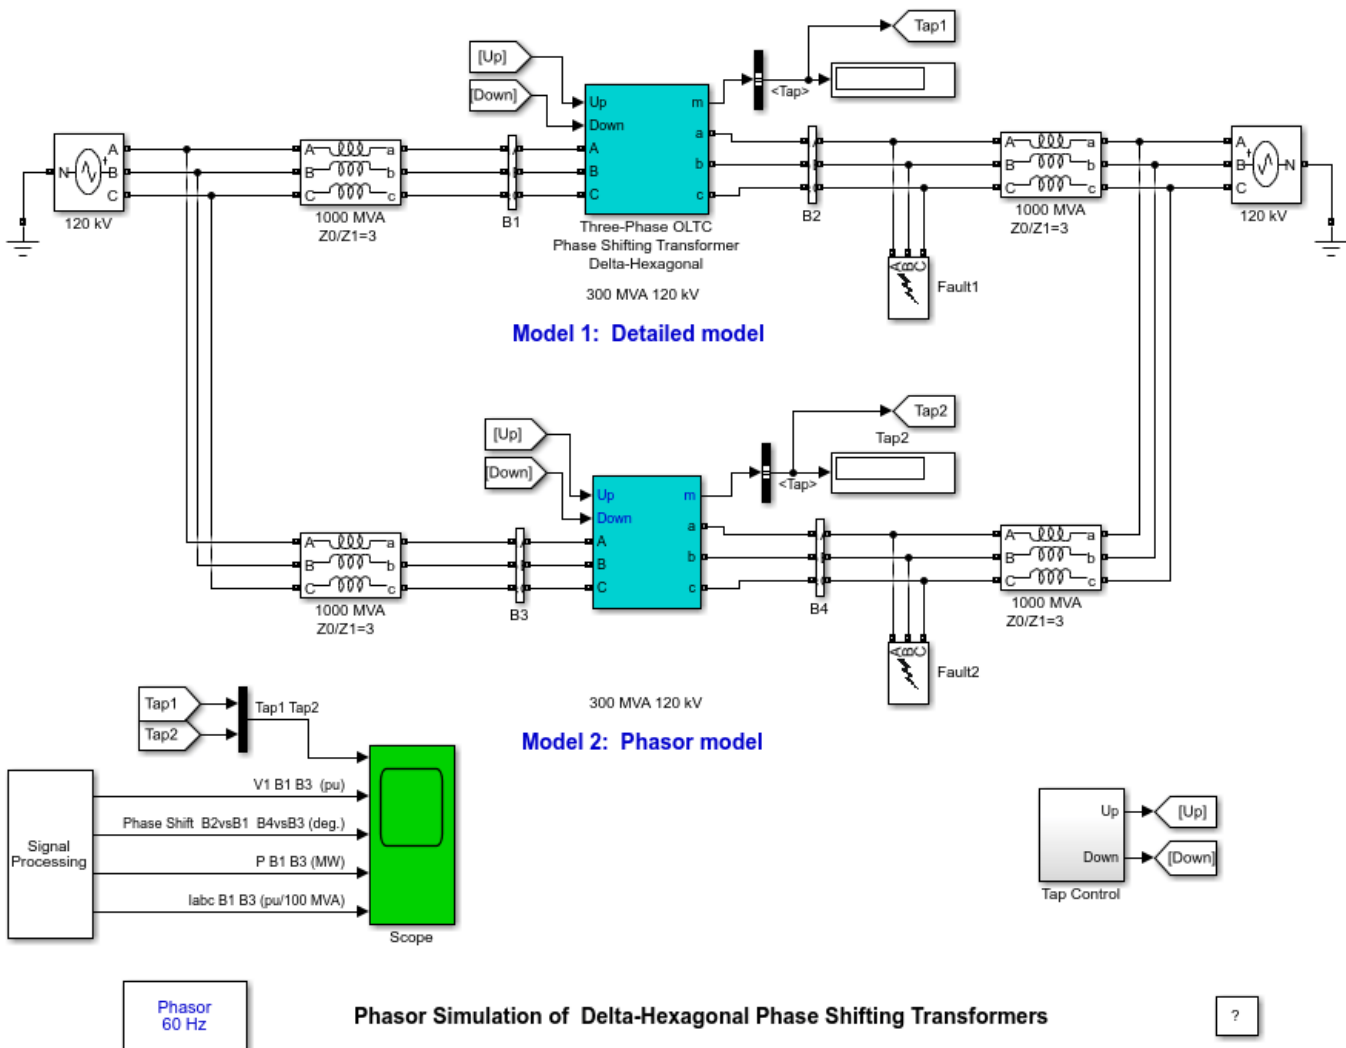 Tap1
[Up]
[Down]
<Tap>
Up
Down
A
B
C
m
a
b
c
N
A
B
C
120 kV
A
B
C
a
b
c
1000 MVA
Z0/Z1=3
B1
Three-Phase OLTC
Phase Shifting Transformer
Delta-Hexagonal
300 MVA 120 kV
B2
A
B
C
a
b
c
1000 MVA
Z0/Z1=3
A
B
C
N
120 kV
A B C
Fault1
Model 1: Detailed model
Tap2
Tap2
[Up]
[Down]
<Tap>
Up
Down
A
B
C
m
a
b
c
A
B
C
a
b
c
1000 MVA
Z0/Z1=3
B3
B4
A
B
C
a
b
c
1000 MVA
Z0/Z1=3
A B C
Fault2
300 MVA 120 kV
Model 2: Phasor model
Tap1
Tap2
Tap1 Tap2
V1 B1 B3 (pu)
Phase Shift B2vsB1 B4vsB3 (deg.)
P B1 B3 (MW)
Iabc B1 B3 (pu/100 MVA)
Signal
Processing
Scope
Up
Down
[Up]
[Down]
Tap Control
Phasor
60 Hz
Phasor Simulation of Delta-Hexagonal Phase Shifting Transformers
?